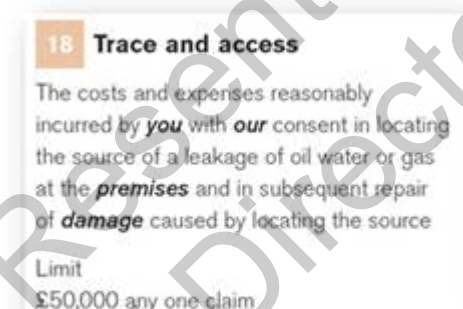 18 Trace and access
The costs and expenses reasonably
incurred by you with our consent in locating
the source of a leakage of oil water or gas
at the premises and in subsequent repair
of damage caused by locating the source
Limit
£50,000 any one claim